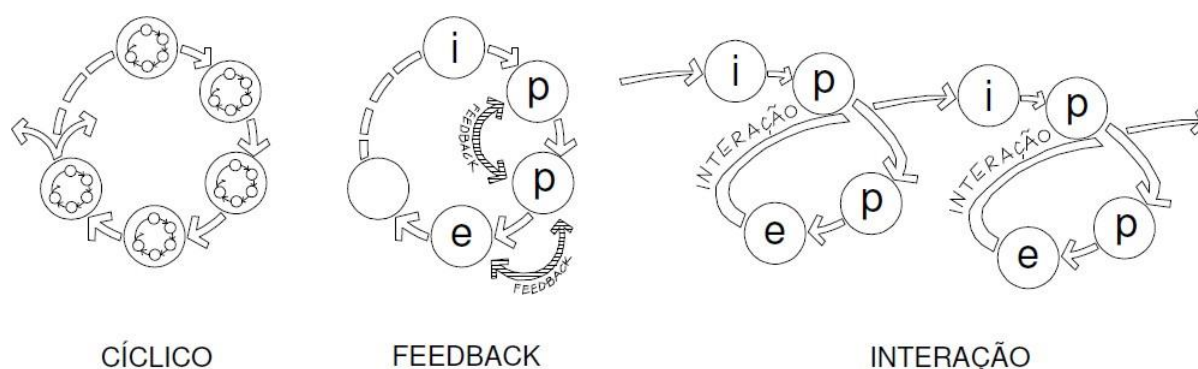 i
p
p
e
FEEDBACK
FEEDBACK
i
p
p
e
INTERAÇÃO
i
p
p
e
INTERAÇÃO
CÍCLICO
FEEDBACK
INTERAÇÃO